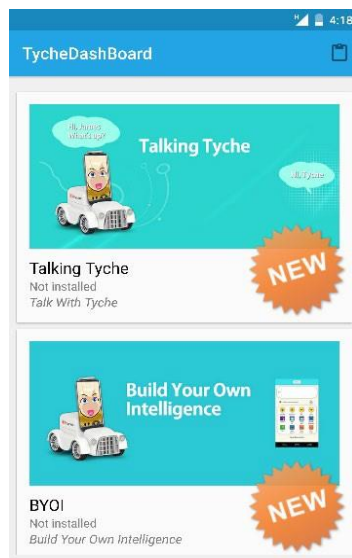 H
4:18
TycheDashBoard
Hi, James
What's up?
Talking Tyche
Hi, Tyche
NEW
Talking Tyche
Not installed
Talk With Tyche
Build Your Own
Intelligence
NEW
BYOI
Not installed
Build Your Own Intelligence